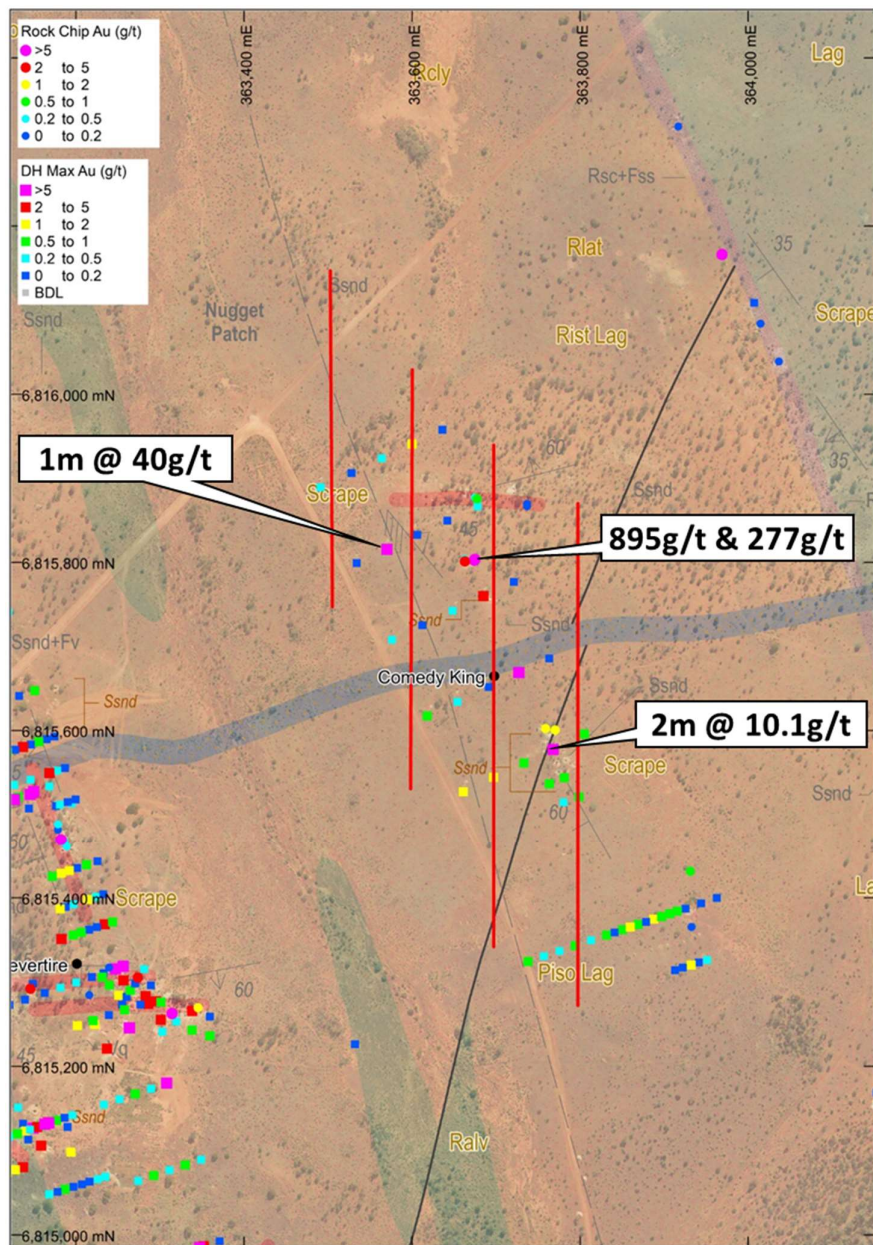 Rock Chip Au (g/t)
>5
2 to 5
1 to 2
0.5 to 1
0.2 to 0.5
0 to 0.2
DH Max Au (g/t)
>5
2 to 5
1 to 2
0.5 to 1
0.2 to 0.5
0 to 0.2
BDL
363,400 mE
363,600 mE
363,800 mE
364,000 mE
Rcly
Lag
Rsc+Fss
Rlat
35
Ssnd
Ssnd
Nugget
Patch
Scrape
Rist Lag
6,816,000 mN
1m @ 40g/t
60
35
Scrape
Ssnd
45
895g/t & 277g/t
6,815,800 mN
Ssnd
Ssnd
Ssnd+Fv
Comedy King
Ssnd
Ssnd
2m @ 10.1g/t
6,815,600 mN
Ssnd
Scrape
Ssnd
60
6,815,400 mN
Scrape
La
evertire
Piso Lag
60
45
6,815,200 mN
Ssnd
Ralv
6,815,000 mN